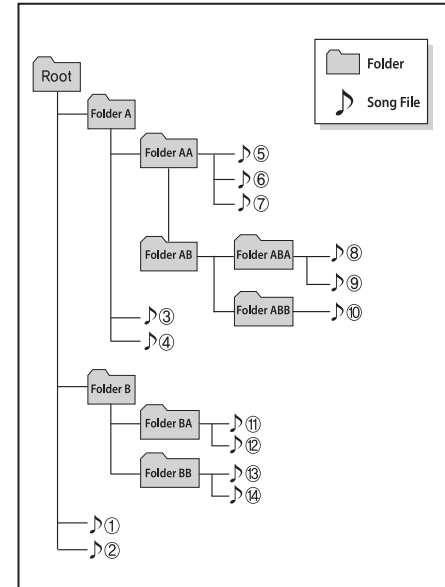 Root
Folder
Song File
Folder A
Folder AA
⑤
⑥
⑦
Folder AB
Folder ABA
⑧
⑨
Folder ABB
⑩
③
④
Folder B
Folder BA
⑪
⑫
Folder BB
⑬
⑭
①
②